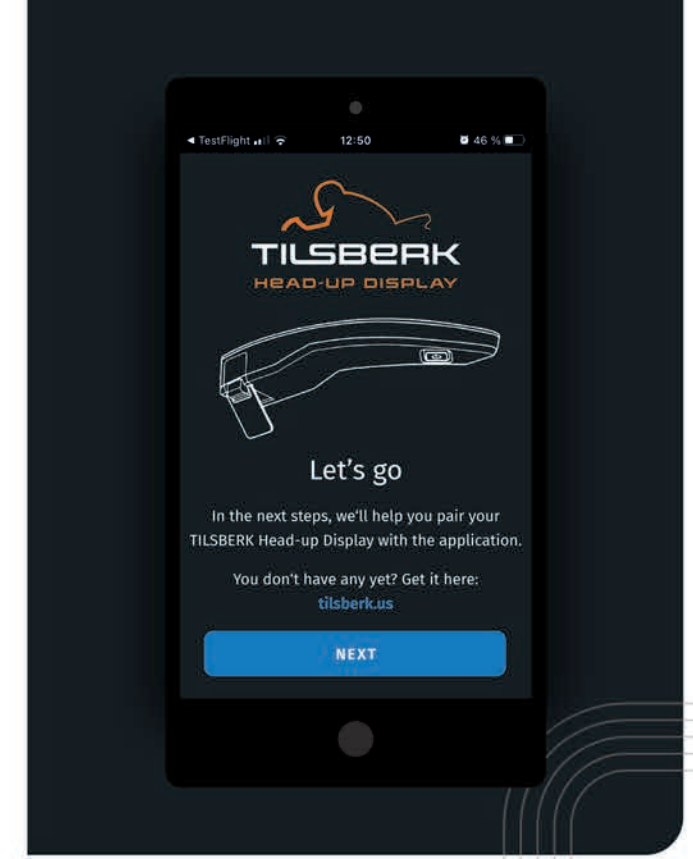 ◄ TestFlight 12:50 46 %
TILSBERK
HEAD-UP DISPLAY
Let's go
In the next steps, we'll help you pair your
TILSBERK Head-up Display with the application.
You don't have any yet? Get it here:
tilsberk.us
NEXT